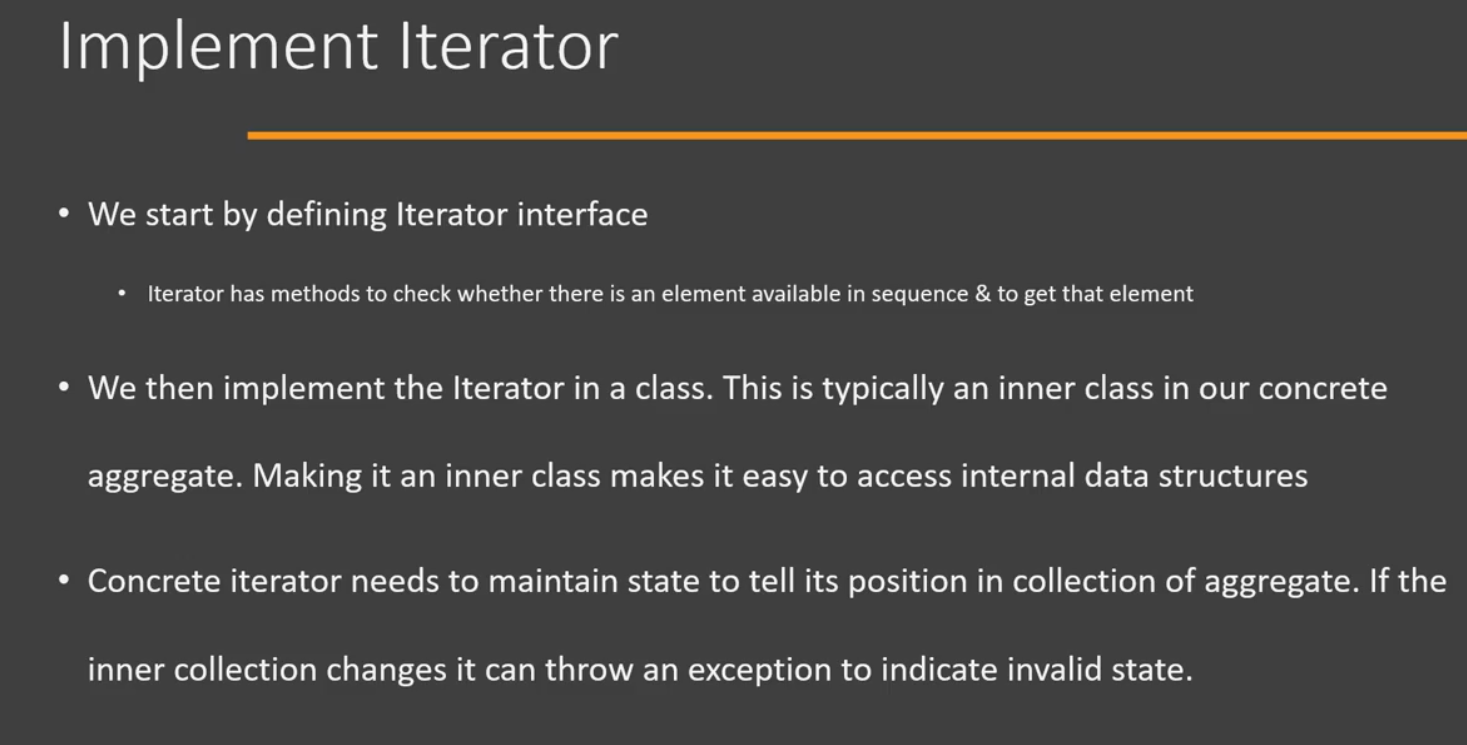 Implement Iterator
• We start by defining Iterator interface
• Iterator has methods to check whether there is an element available in sequence & to get that element
• We then implement the Iterator in a class. This is typically an inner class in our concrete
aggregate. Making it an inner class makes it easy to access internal data structures
• Concrete iterator needs to maintain state to tell its position in collection of aggregate. If the
inner collection changes it can throw an exception to indicate invalid state.